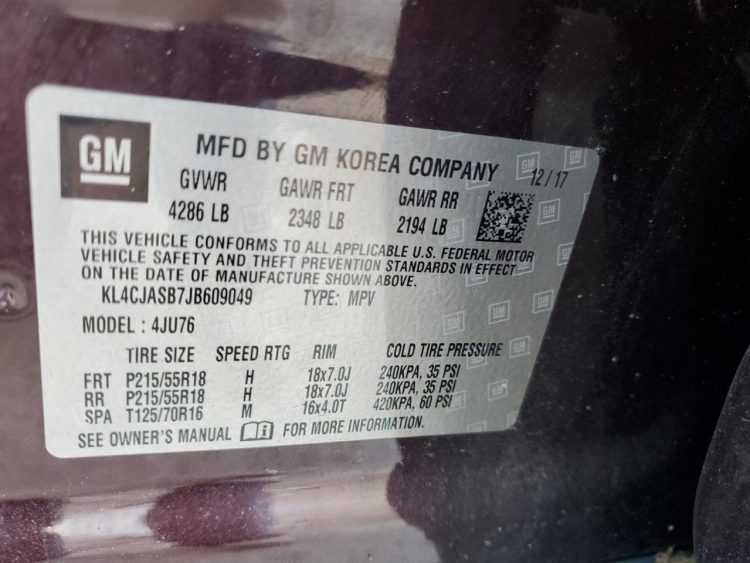 GM
MFD BY GM KOREA COMPANY 12/17
GVWR GAWR FRT GAWR RR
4286 LB 2348 LB 2194 LB
THIS VEHICLE CONFORMS TO ALL APPLICABLE U.S. FEDERAL MOTOR
VEHICLE SAFETY AND THEFT PREVENTION STANDARDS IN EFFECT
ON THE DATE OF MANUFACTURE SHOWN ABOVE.
KL4CJASB7JB609049 TYPE: MPV
MODEL : 4JU76
TIRE SIZE SPEED RTG RIM COLD TIRE PRESSURE
FRT P215/55R18 H 18x7.0J 240KPA, 35 PSI
RR P215/55R18 H 18x7.0J 240KPA, 35 PSI
SPA T125/70R16 M 16x4.0T 420KPA, 60 PSI
SEE OWNER'S MANUAL FOR MORE INFORMATION.